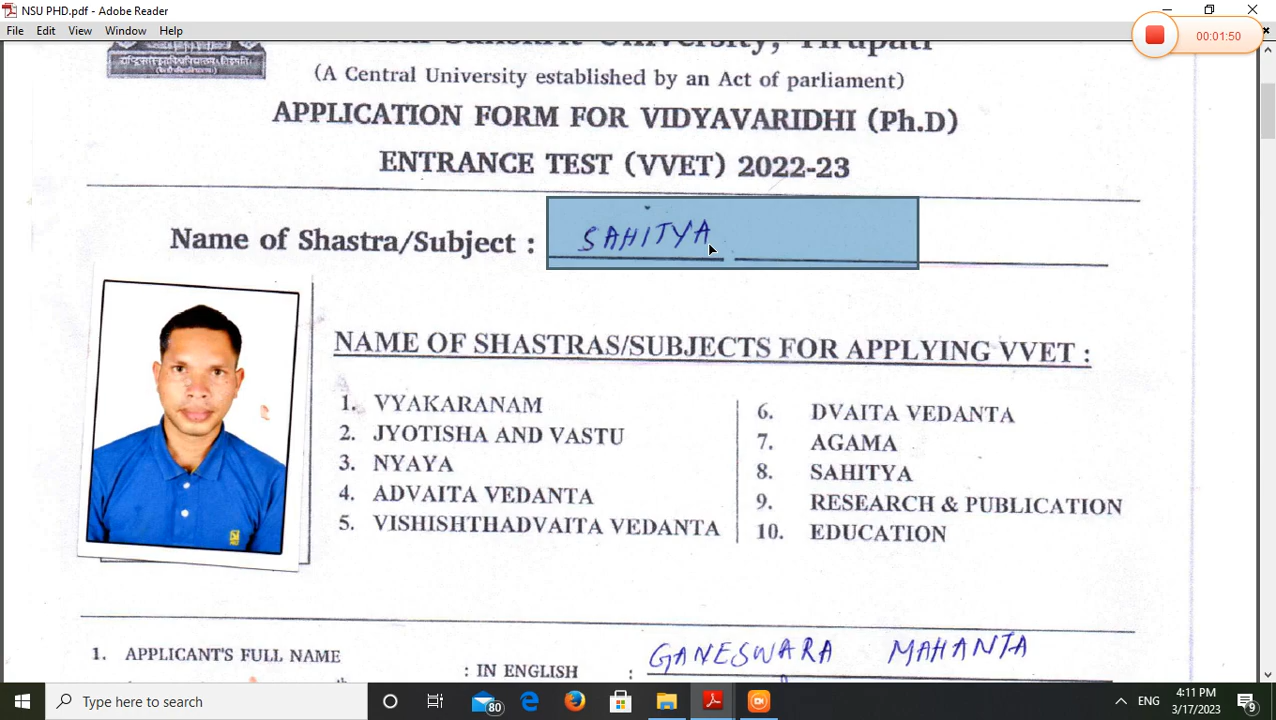 NSU PHD.pdf - Adobe Reader
File Edit View Window Help
00:01:50
University, Tirupati
(A Central University established by an Act of parliament)
APPLICATION FORM FOR VIDYAVARIDHI (Ph.D)
ENTRANCE TEST (VVET) 2022-23
Name of Shastra/Subject : SAHITYA
NAME OF SHASTRAS/SUBJECTS FOR APPLYING VVET :
1. VYAKARANAM
2. JYOTISHA AND VASTU
3. NYAYA
4. ADVAITA VEDANTA
5. VISHISHTHADVAITA VEDANTA
6. DVAITA VEDANTA
7. AGAMA
8. SAHITYA
9. RESEARCH & PUBLICATION
10. EDUCATION
1. APPLICANT'S FULL NAME
: IN ENGLISH : GANESWARA MAHANTA
Type here to search
80
ENG
4:11 PM
3/17/2023
9